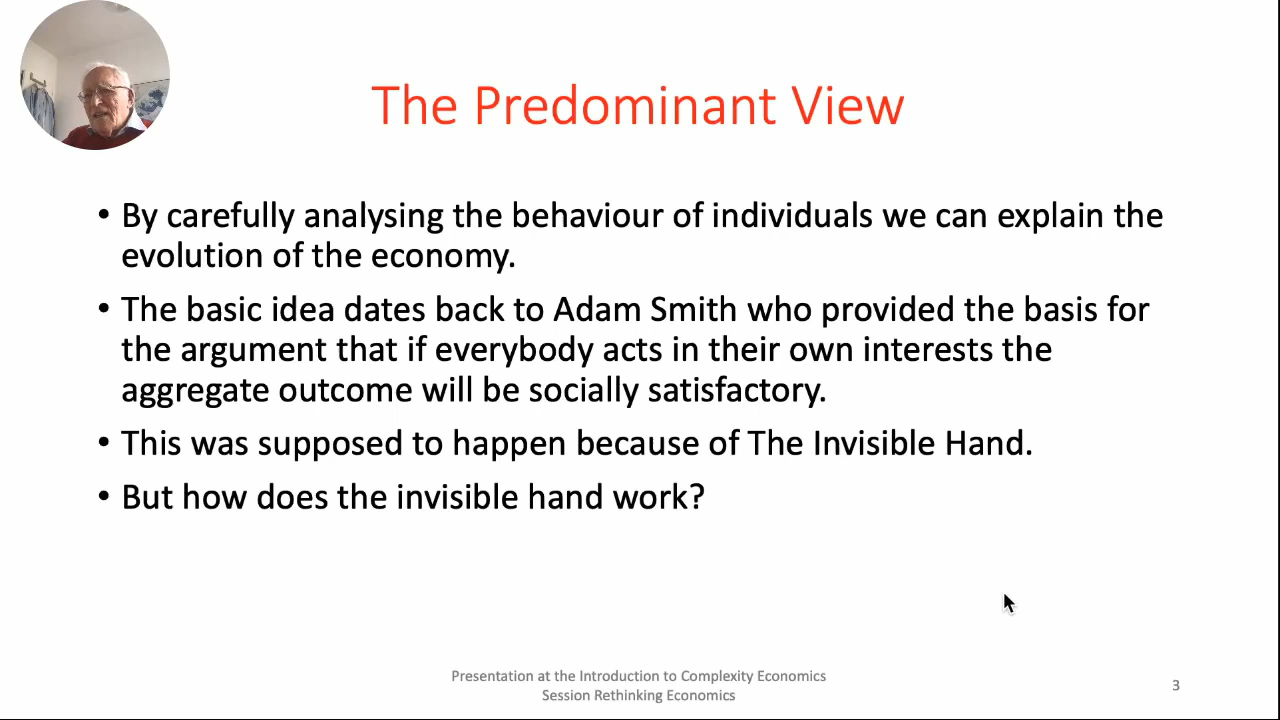 The Predominant View
• By carefully analysing the behaviour of individuals we can explain the
evolution of the economy.
• The basic idea dates back to Adam Smith who provided the basis for
the argument that if everybody acts in their own interests the
aggregate outcome will be socially satisfactory.
• This was supposed to happen because of The Invisible Hand.
• But how does the invisible hand work?
Presentation at the Introduction to Complexity Economics
Session Rethinking Economics
3